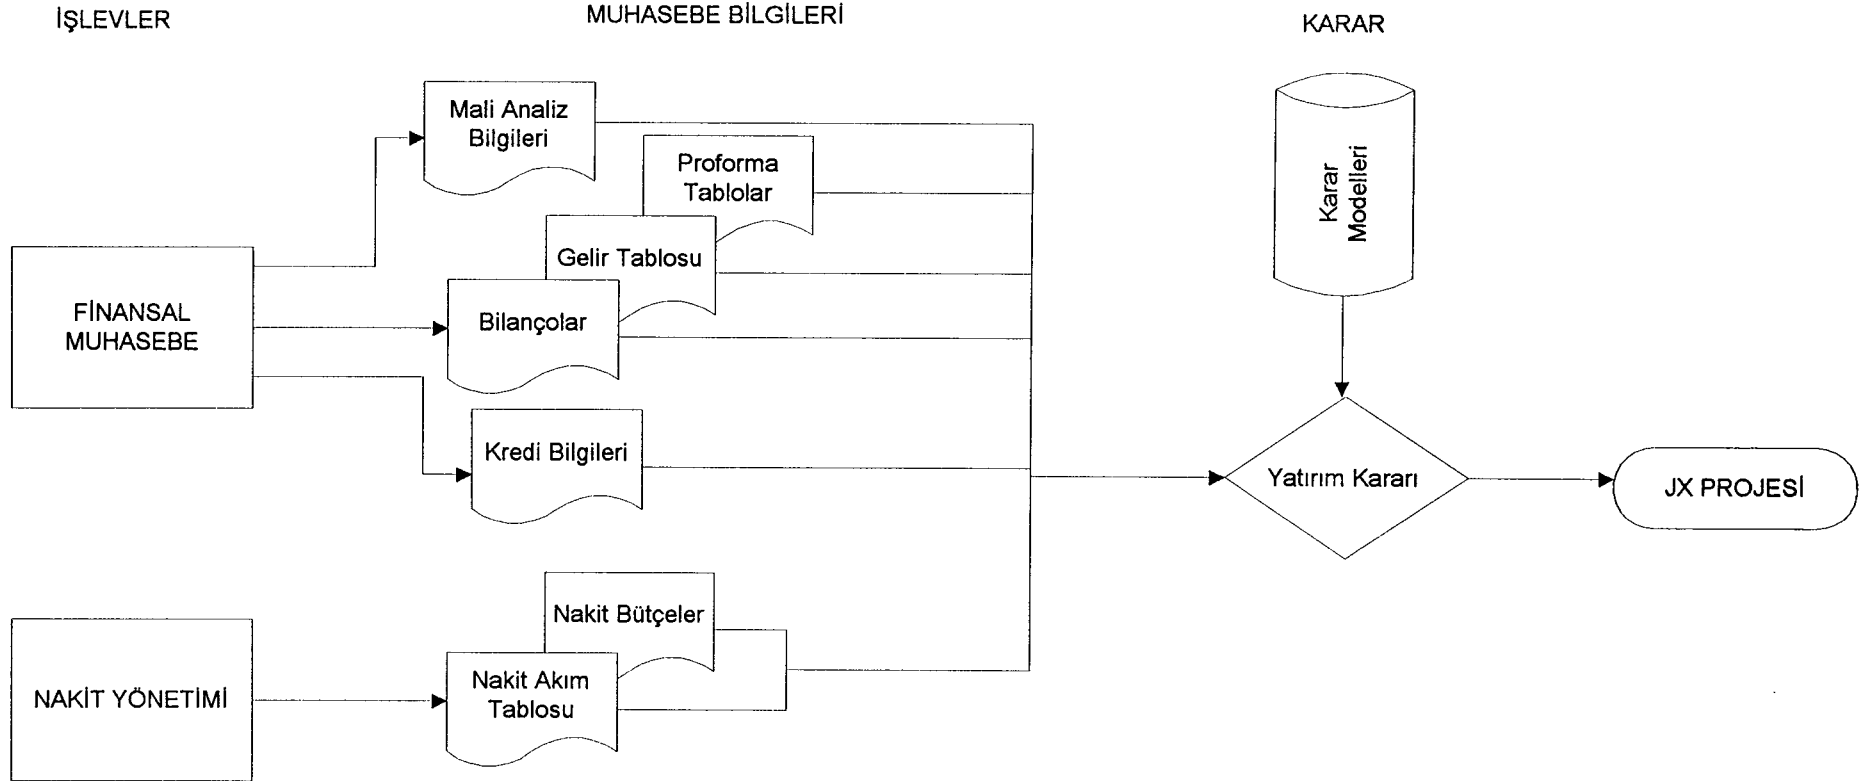 İŞLEVLER
MUHASEBE BİLGİLERİ
KARAR
Mali Analiz
Bilgileri
Proforma
Tablolar
Gelir Tablosu
Bilançolar
Kredi Bilgileri
FİNANSAL
MUHASEBE
Karar
Modelleri
Yatırım Kararı
JX PROJESİ
Nakit Bütçeler
Nakit Akım
Tablosu
NAKİT YÖNETİMİ